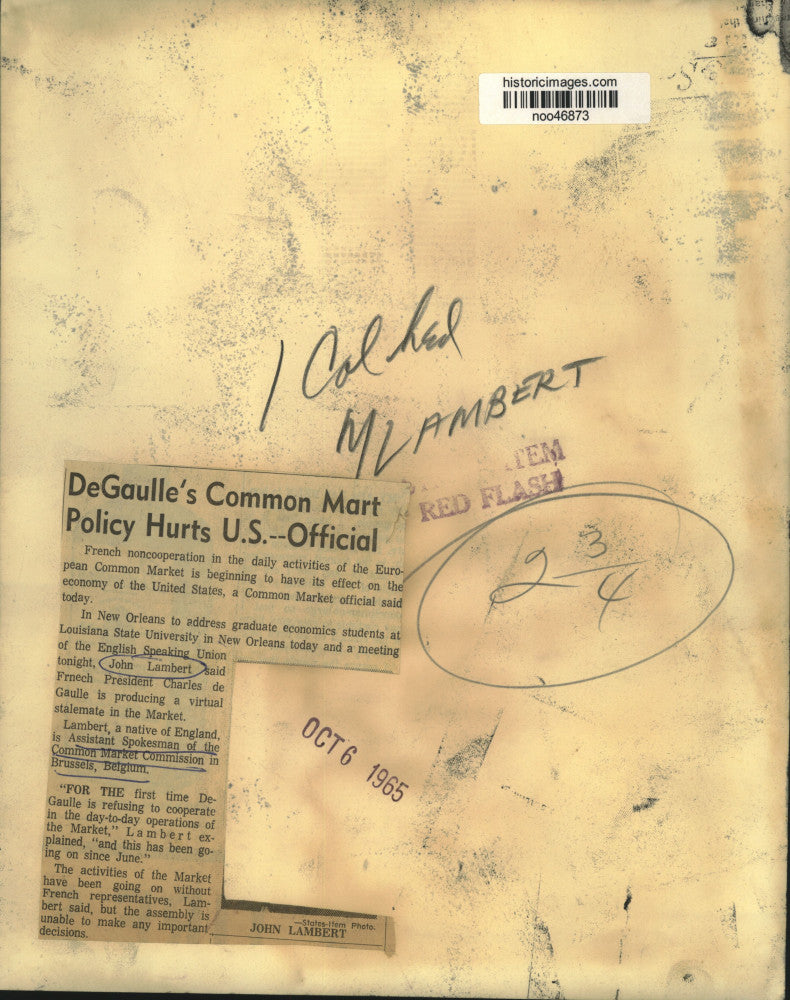 historicimages.com
noo46873
1 Col hed
M LAMBERT
ITEM
RED FLASH
2 3/4
DeGaulle's Common Mart
Policy Hurts U.S.--Official
French noncooperation in the daily activities of the Euro-
pean Common Market is beginning to have its effect on the
economy of the United States, a Common Market official said
today.
In New Orleans to address graduate economics students at
Louisiana State University in New Orleans today and a meeting
of the English Speaking Union
tonight, John Lambert said
Frnech President Charles de
Gaulle is producing a virtual
stalemate in the Market.
Lambert, a native of England,
is Assistant Spokesman of the
Common Market Commission in
Brussels, Belgium.
"FOR THE first time De-
Gaulle is refusing to cooperate
in the day-to-day operations of
the Market," Lambert ex-
plained, "and this has been go-
ing on since June."
The activities of the Market
have been going on without
French representatives, Lam-
bert said, but the assembly is
unable to make any important
decisions.
OCT 6 1965
—States-Item Photo.
JOHN LAMBERT